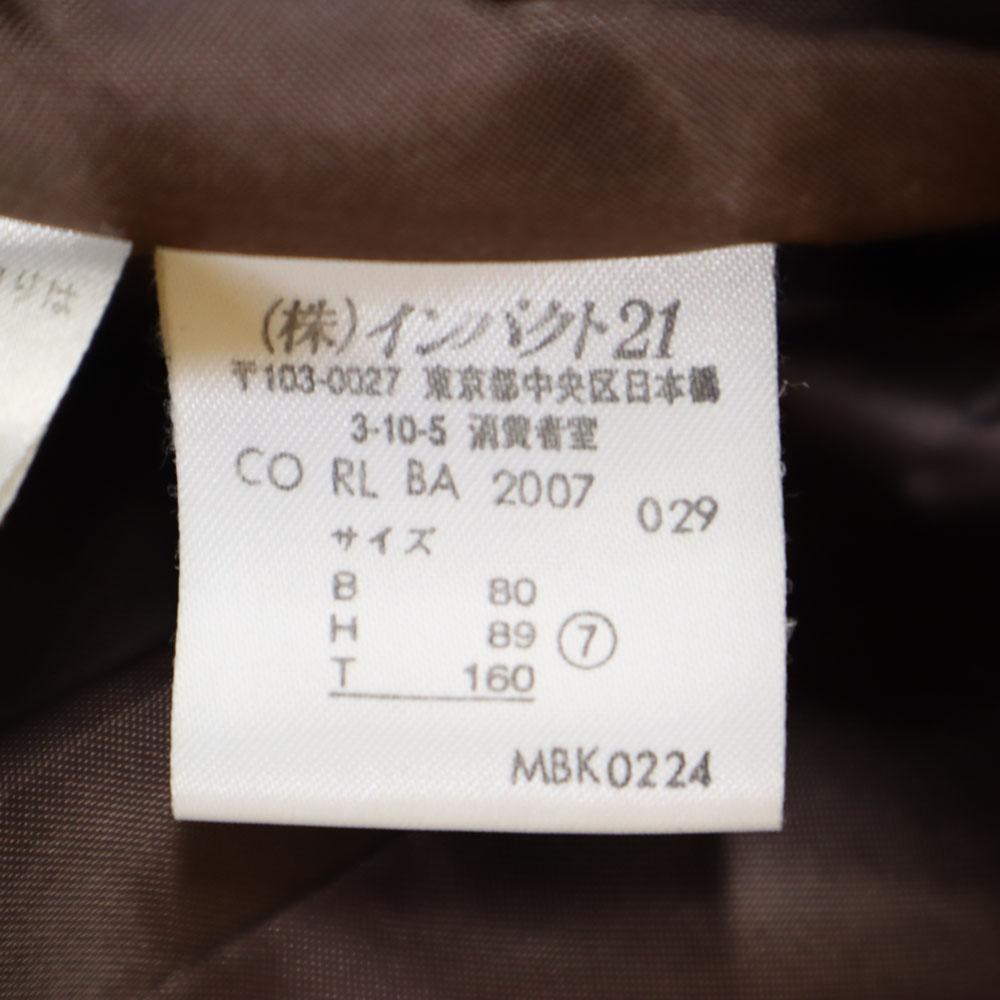 (株)インパクト21
〒103-0027 東京都中央区日本橋
3-10-5 消費者室
CO RL BA 2007 029
サイズ
B 80
H 89 ⑦
T 160
MBK0224